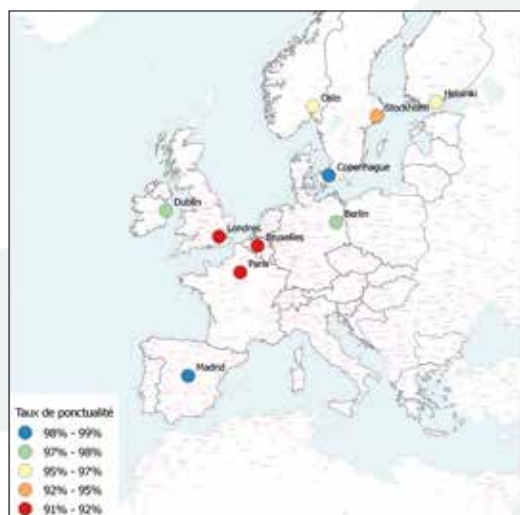 Oslo
Helsinki
Stockholm
Copenhague
Dublin
Berlin
Londres
Bruxelles
Paris
Madrid
Taux de ponctualité
98% - 99%
97% - 98%
95% - 97%
92% - 95%
91% - 92%